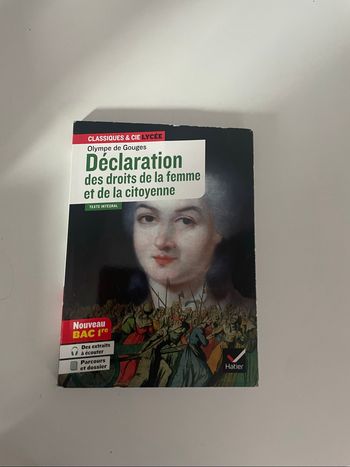 CLASSIQUES & CIE LYCÉE
Olympe de Gouges
Déclaration
des droits de la femme
et de la citoyenne
TEXTE INTÉGRAL
Nouveau
BAC 1re
Des extraits
à écouter
Parcours
et dossier
Hatier